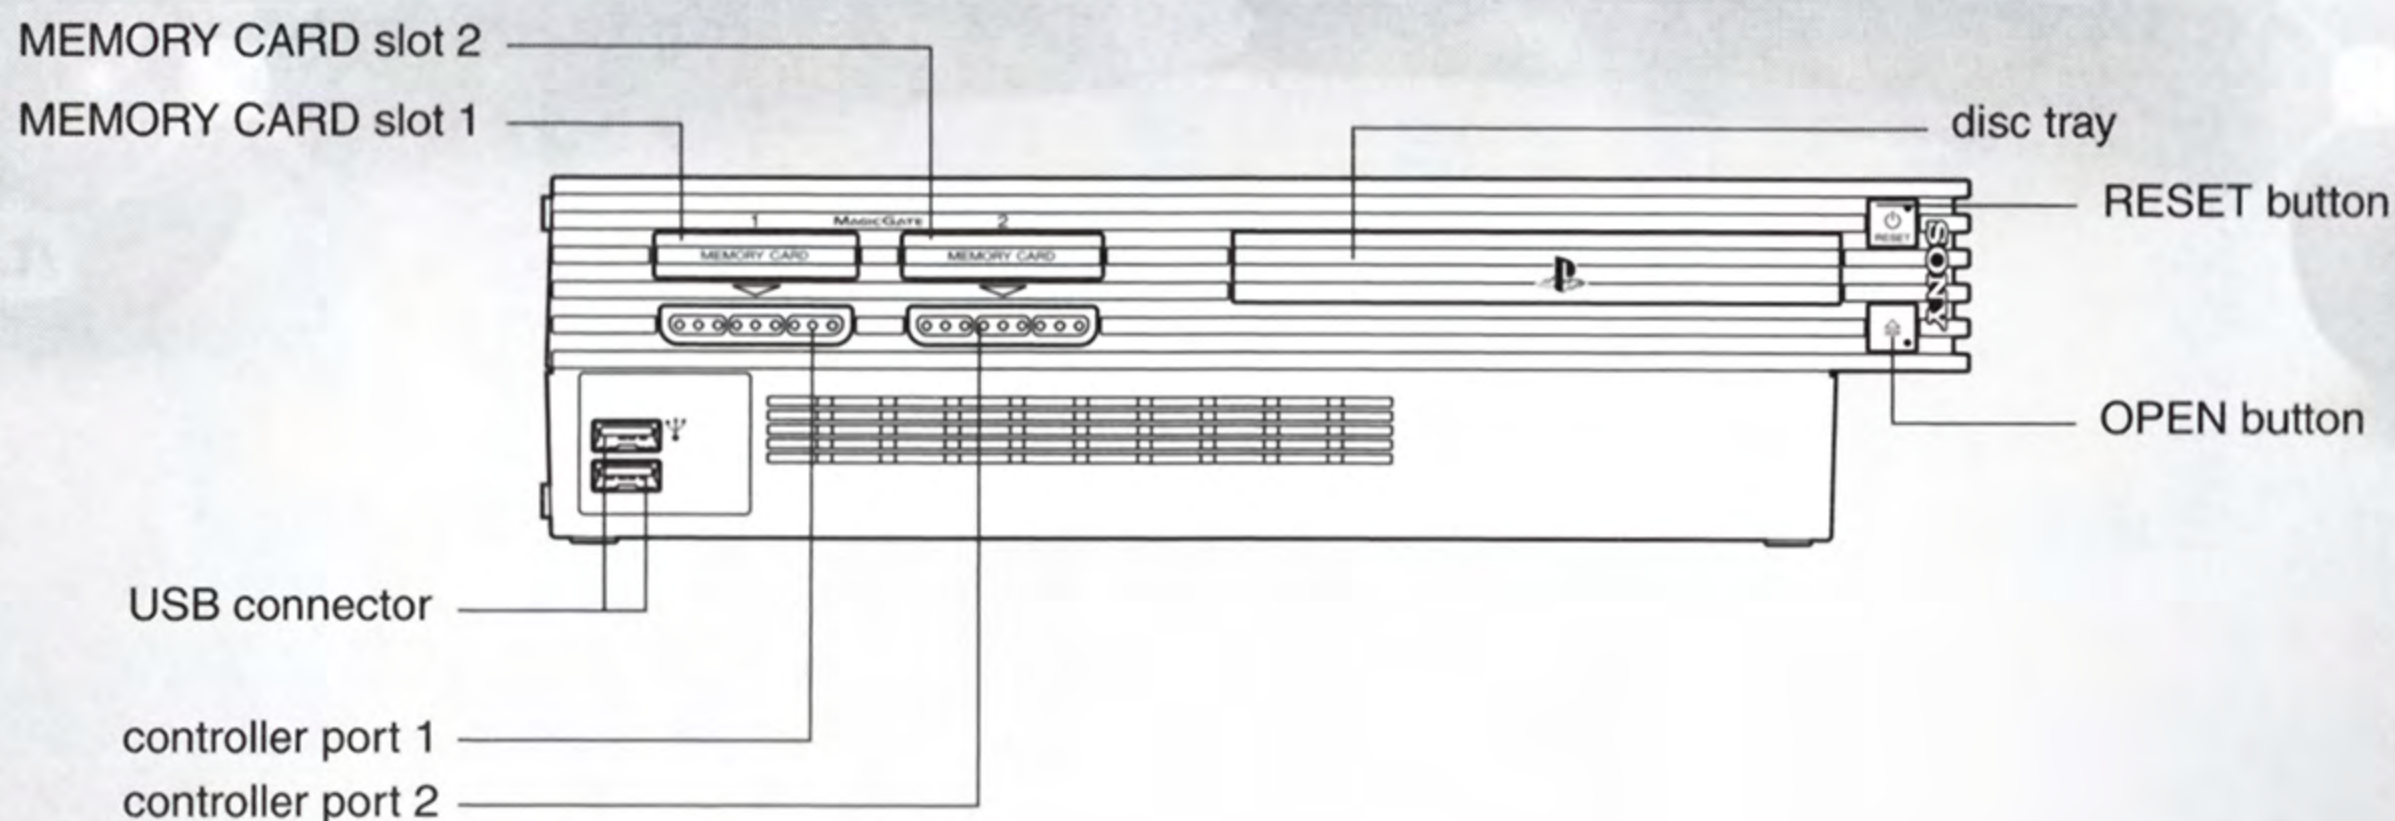 MEMORY CARD slot 2
MEMORY CARD slot 1
disc tray
RESET button
1 MAGICGATE 2
MEMORY CARD MEMORY CARD
RESET
SONY
OPEN button
USB connector
controller port 1
controller port 2